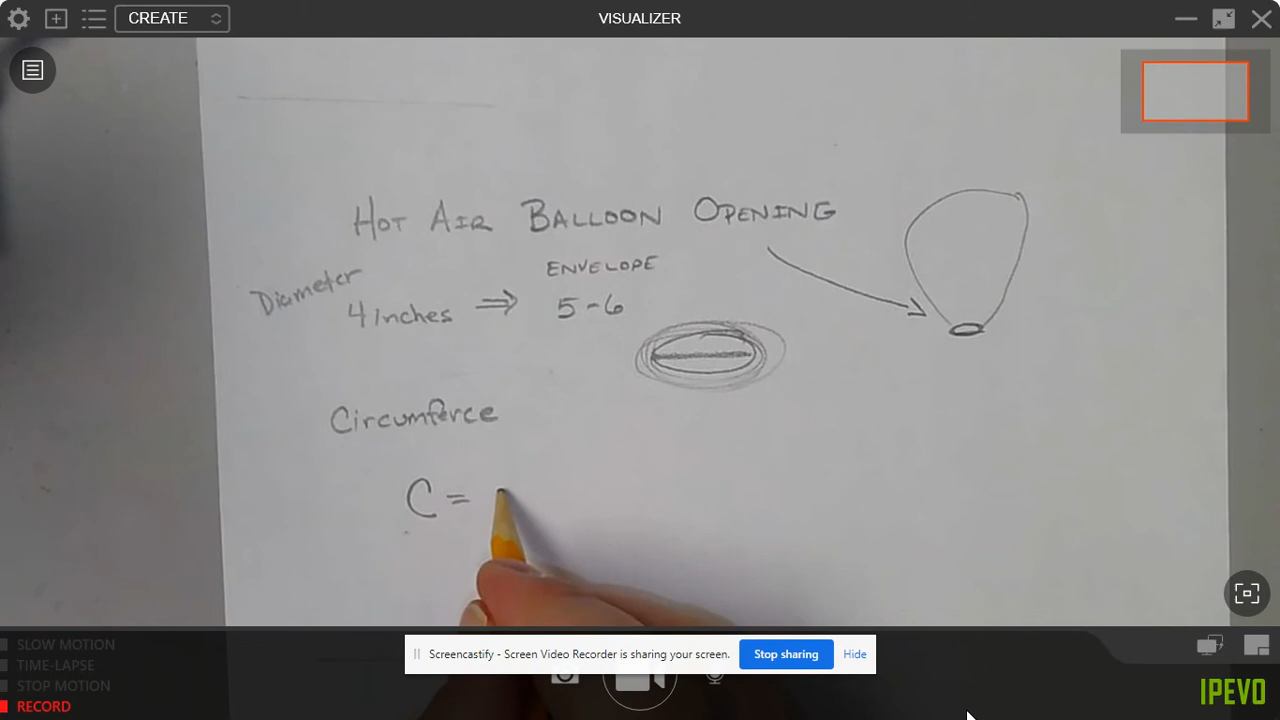 CREATE
VISUALIZER
HOT AIR BALLOON OPENING
ENVELOPE
Diameter
4 inches ⇒ 5-6
Circumferce
C =
SLOW MOTION
TIME-LAPSE
STOP MOTION
RECORD
Screencastify - Screen Video Recorder is sharing your screen.
Stop sharing
Hide
IPEVO